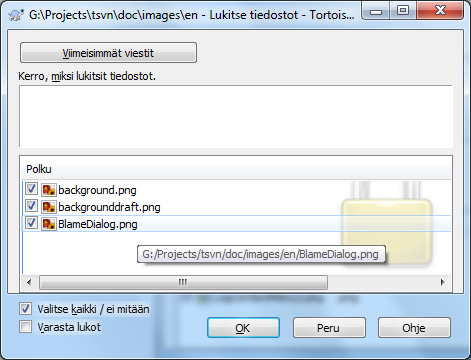 G:\Projects\tsvn\doc\images\en - Lukitse tiedostot - Tortois...
Viimeisimmät viestit
Kerro, miksi lukitsit tiedostot.
Polku
background.png
backgrounddraft.png
BlameDialog.png
G:/Projects/tsvn/doc/images/en/BlameDialog.png
Valitse kaikki / ei mitään
Varasta lukot
OK
Peru
Ohje